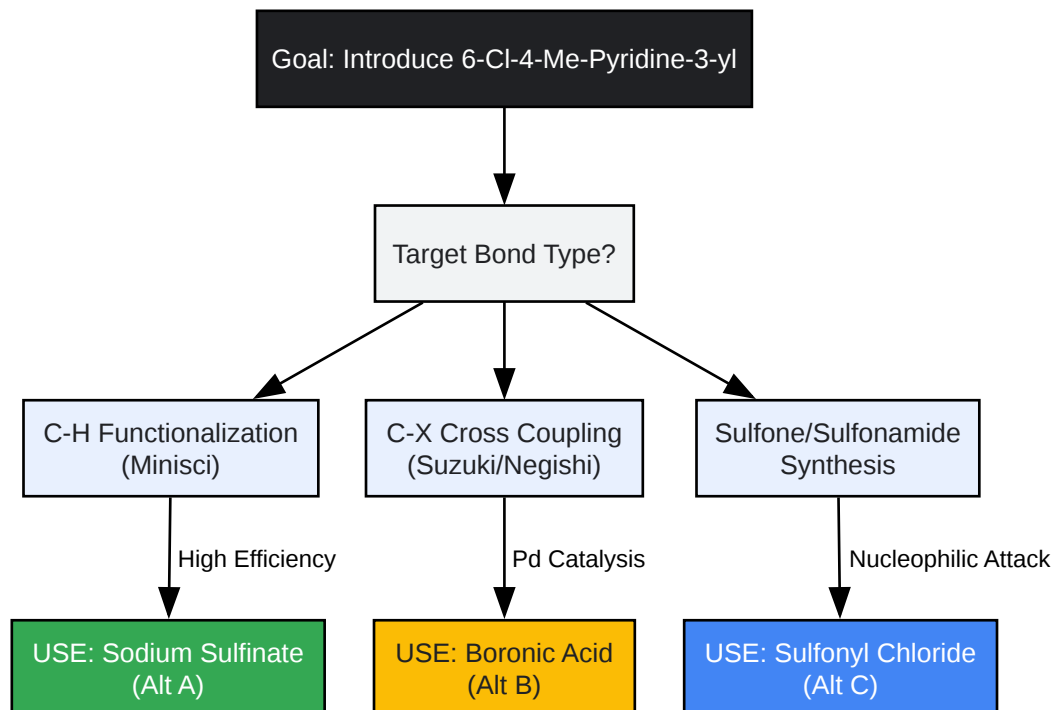 Goal: Introduce 6-Cl-4-Me-Pyridine-3-yl
Target Bond Type?
C-H Functionalization
(Minisci)
C-X Cross Coupling
(Suzuki/Negishi)
Sulfone/Sulfonamide
Synthesis
High Efficiency
Pd Catalysis
Nucleophilic Attack
USE: Sodium Sulfinate
(Alt A)
USE: Boronic Acid
(Alt B)
USE: Sulfonyl Chloride
(Alt C)